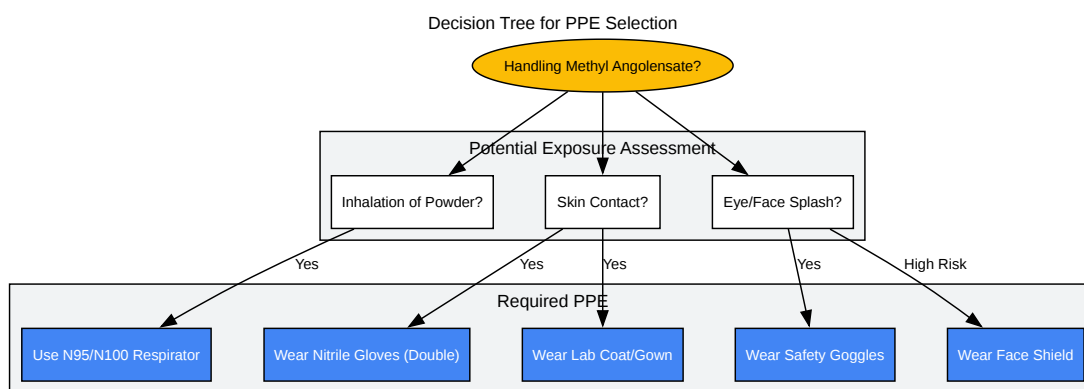 Decision Tree for PPE Selection
Handling Methyl Angolensate?
Potential Exposure Assessment
Inhalation of Powder?
Skin Contact?
Eye/Face Splash?
Yes
Yes
Yes
Yes
High Risk
Required PPE
Use N95/N100 Respirator
Wear Nitrile Gloves (Double)
Wear Lab Coat/Gown
Wear Safety Goggles
Wear Face Shield